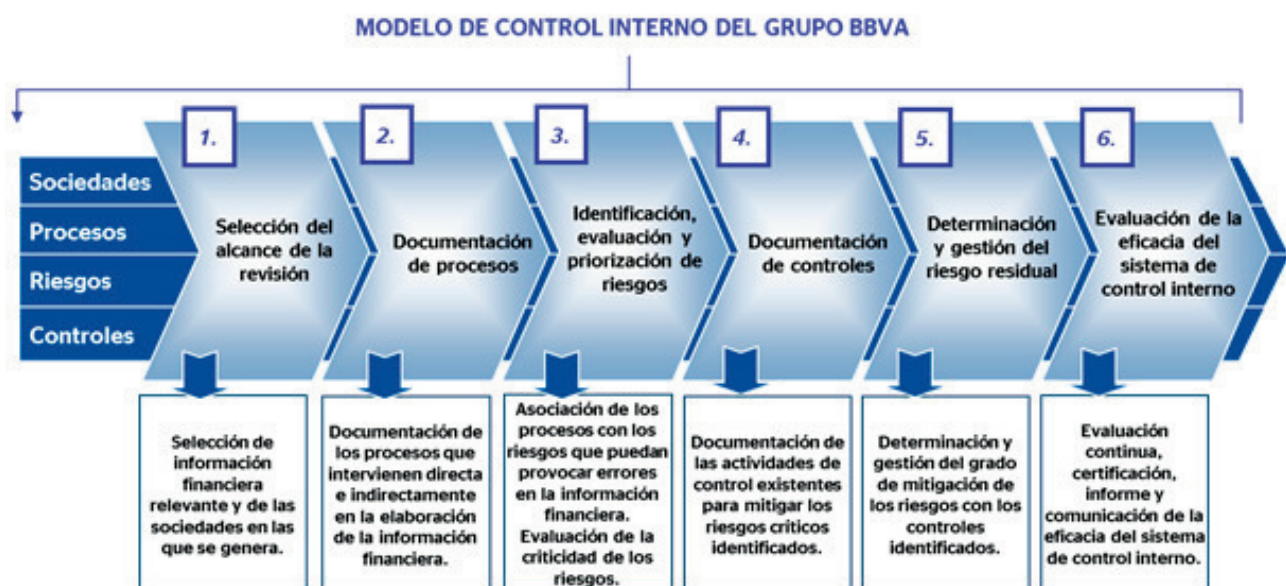 MODELO DE CONTROL INTERNO DEL GRUPO BBVA
Sociedades
Procesos
Riesgos
Controles
1.
Selección del
alcance de la
revisión
2.
Documentación
de procesos
3.
Identificación,
evaluación y
priorización de
riesgos
4.
Documentación
de controles
5.
Determinación
y gestión del
riesgo residual
6.
Evaluación de la
eficacia del
sistema de
control interno
Selección de
información
financiera
relevante y de las
sociedades en las
que se genera.
Documentación de
los procesos que
intervienen directa
e indirectamente
en la elaboración
de la información
financiera.
Asociación de los
procesos con los
riesgos que puedan
provocar errores
en la información
financiera.
Evaluación de la
criticidad de los
riesgos.
Documentación de
las actividades de
control existentes
para mitigar los
riesgos críticos
identificados.
Determinación y
gestión del grado
de mitigación de
los riesgos con los
controles
identificados.
Evaluación
continua,
certificación,
informe y
comunicación de la
eficacia del sistema
de control interno.